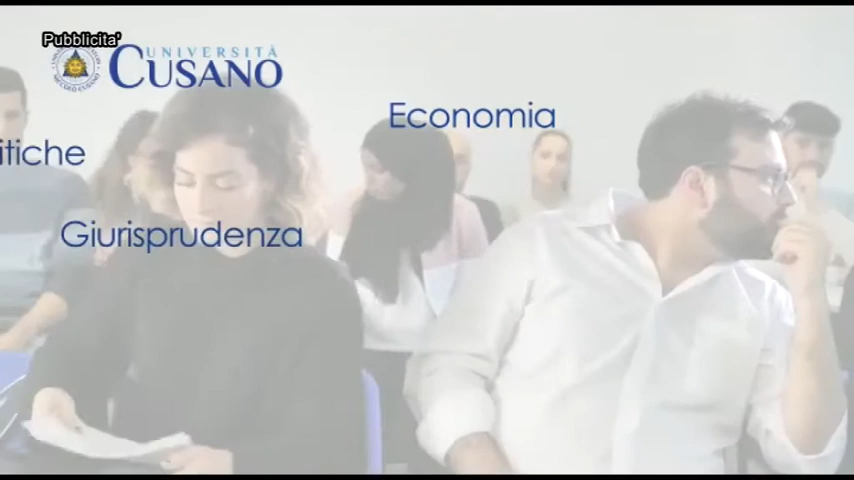 Pubblicita'
UNIVERSITÀ
CUSANO
Economia
itiche
Giurisprudenza